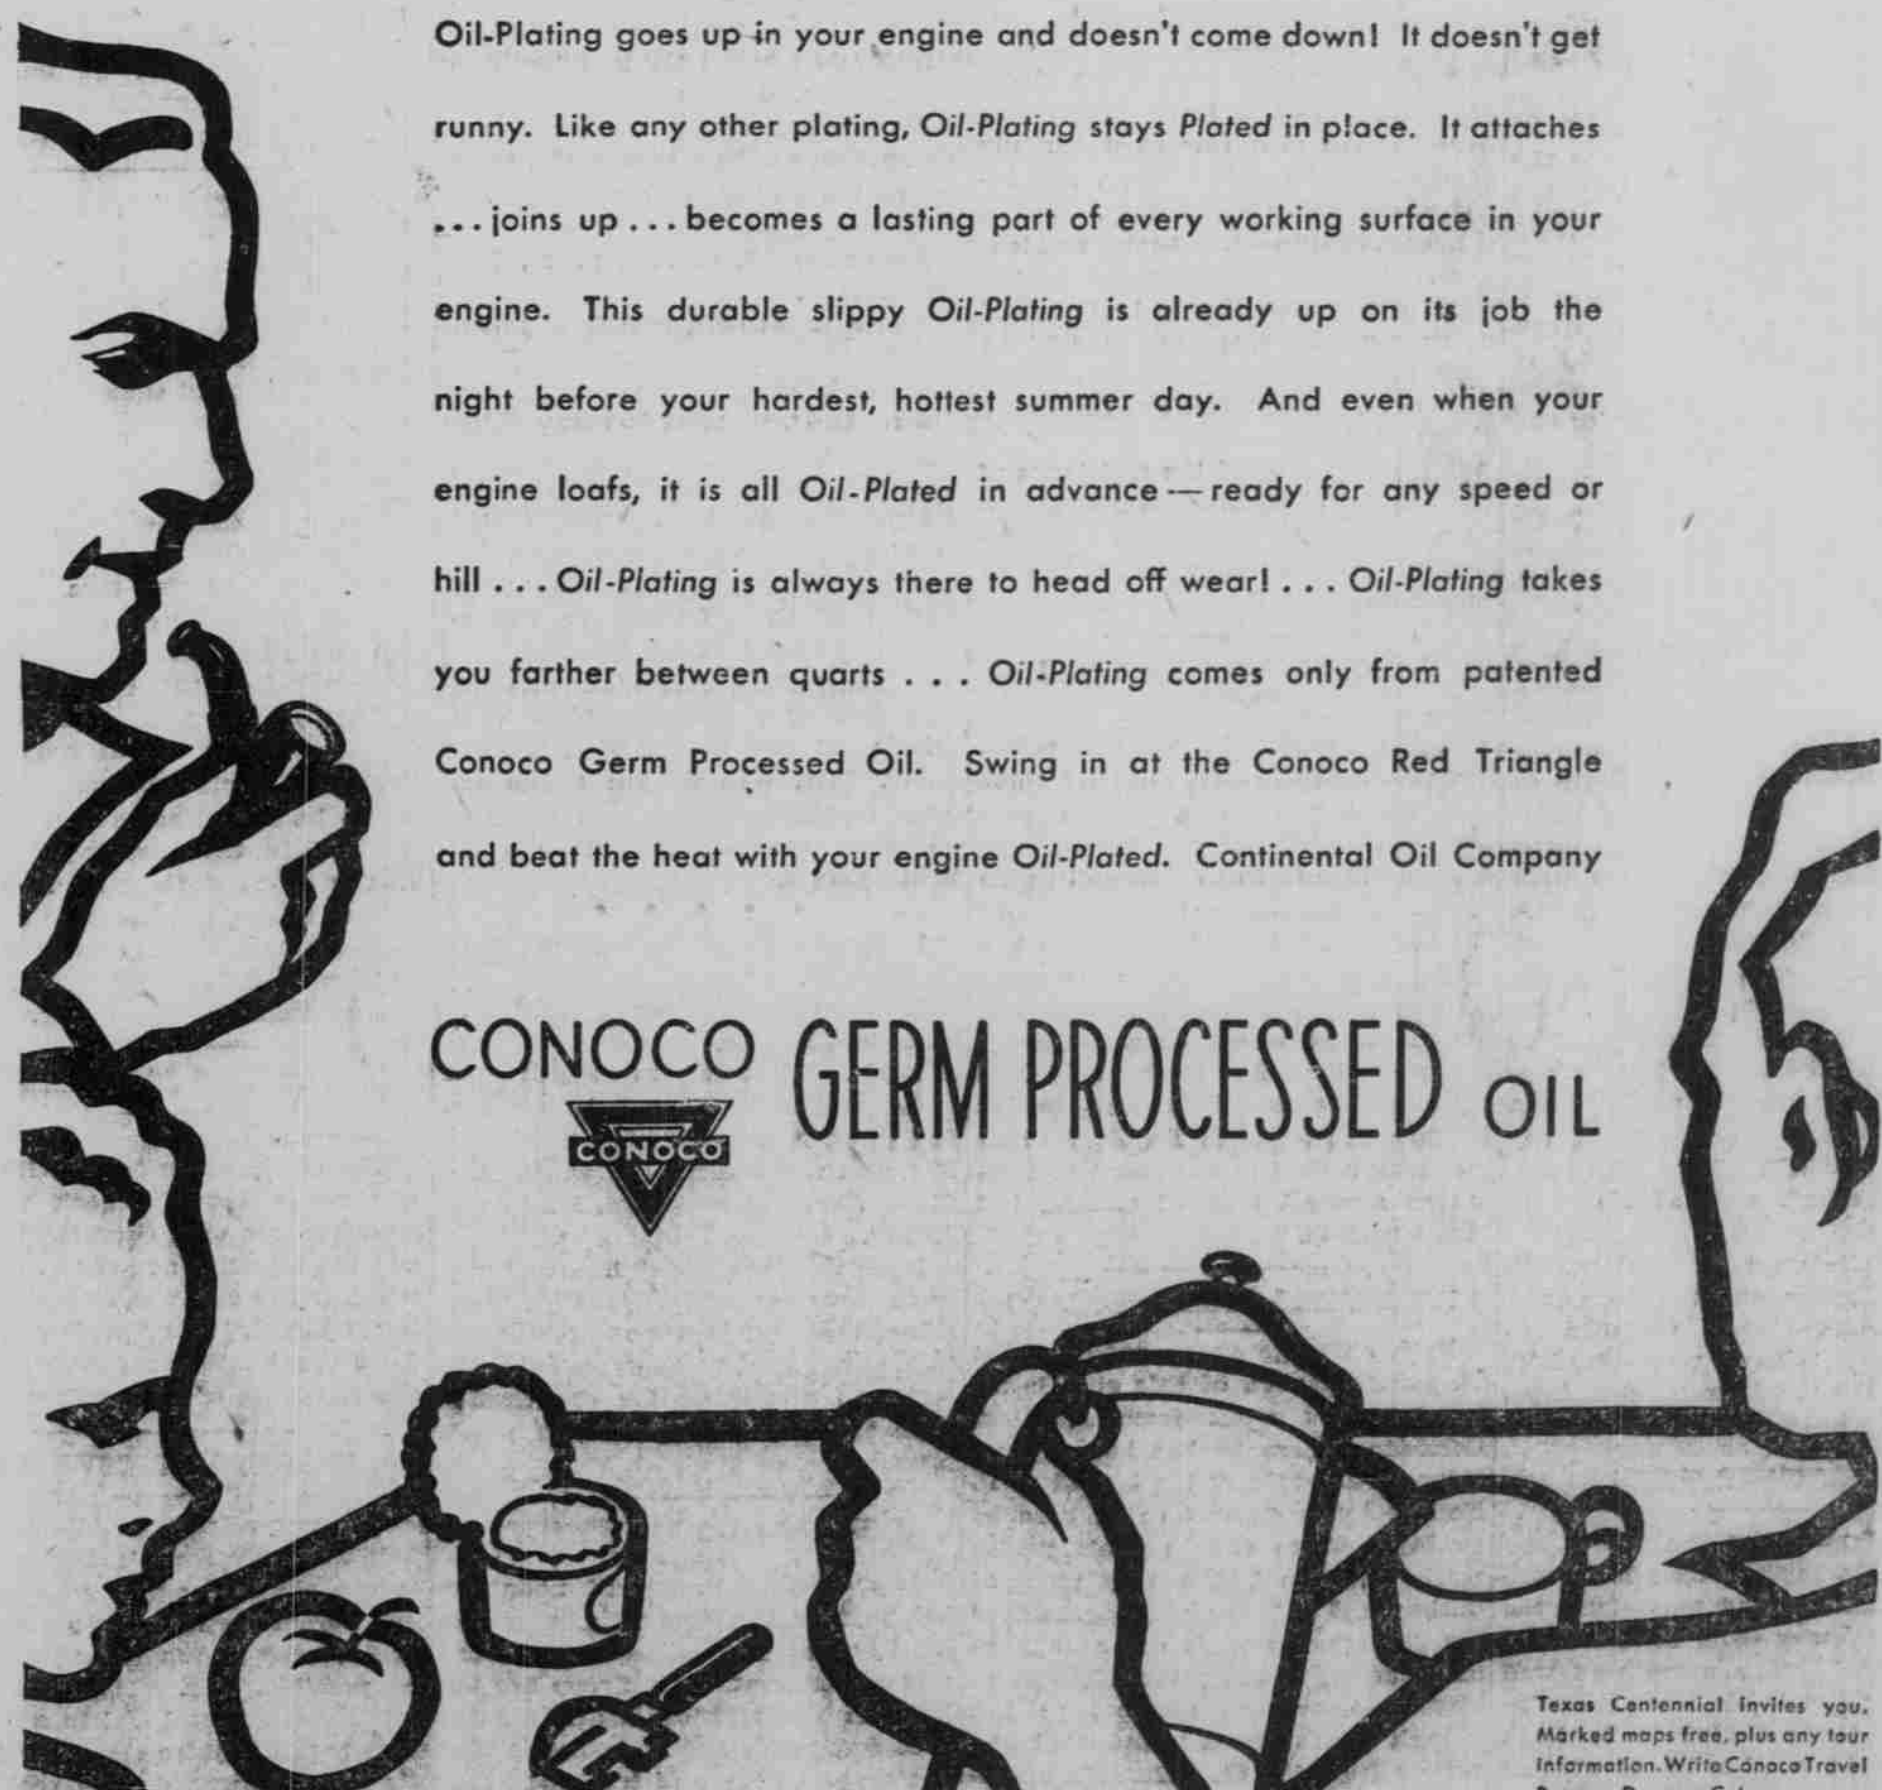 Oil-Plating goes up in your engine and doesn't come down! It doesn't get
runny. Like any other plating, Oil-Plating stays Plated in place. It attaches
... joins up ... becomes a lasting part of every working surface in your
engine. This durable slippy Oil-Plating is already up on its job the
night before your hardest, hottest summer day. And even when your
engine loafs, it is all Oil-Plated in advance — ready for any speed or
hill . . . Oil-Plating is always there to head off wear! . . . Oil-Plating takes
you farther between quarts . . . Oil-Plating comes only from patented
Conoco Germ Processed Oil. Swing in at the Conoco Red Triangle
and beat the heat with your engine Oil-Plated. Continental Oil Company
CONOCO GERM PROCESSED OIL
CONOCO
Texas Centennial invites you.
Marked maps free, plus any tour
information. Write Conoco Travel